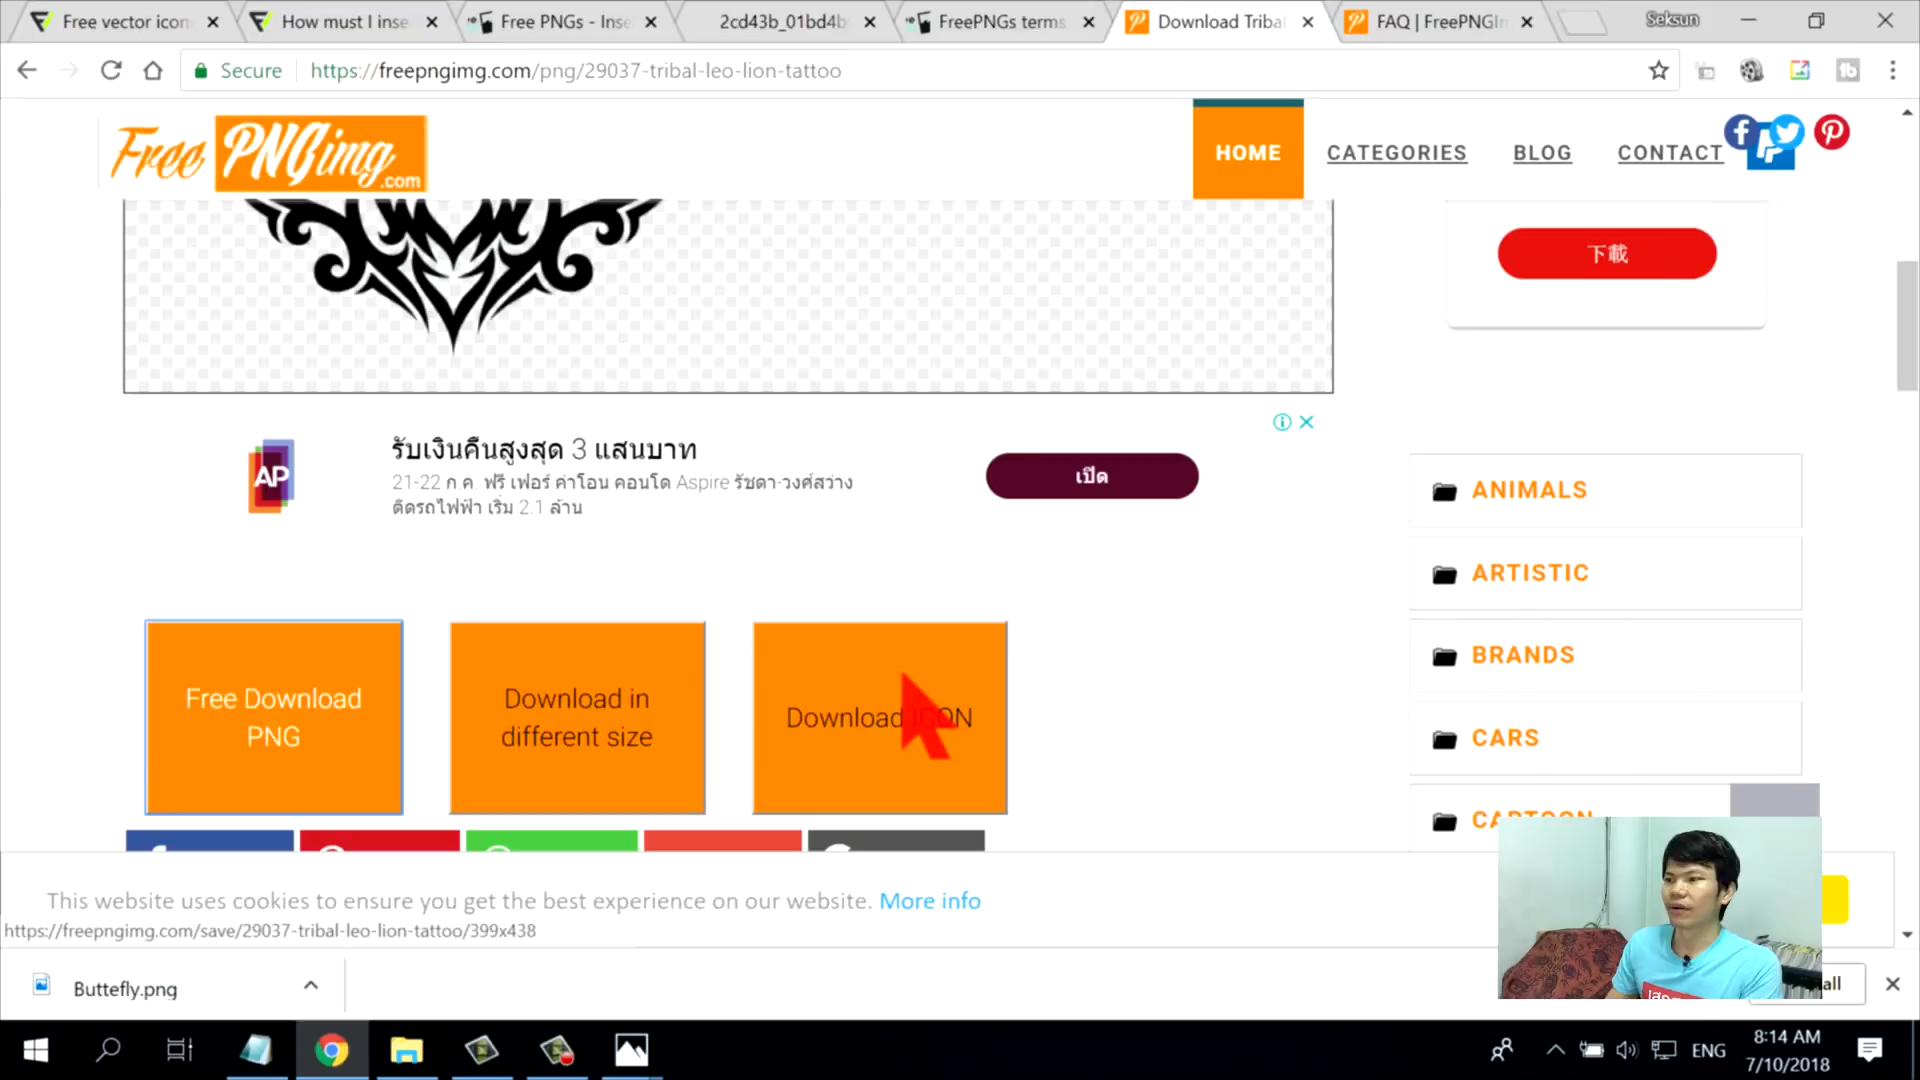 Free vector icon
How must I inse
Free PNGs - Inse
2cd43b_01bd4b
FreePNGs terms
Download Tribal
FAQ | FreePNGIm
Seksun
Secure
https://freepngimg.com/png/29037-tribal-leo-lion-tattoo
Free PNGimg.com
HOME
CATEGORIES
BLOG
CONTACT
下載
AP
รับเงินคืนสูงสุด 3 แสนบาท
21-22 ก.ค. ฟรี เฟอร์ ค่าโอน คอนโด Aspire รัชดา-วงศ์สว่าง
ติดรถไฟฟ้า เริ่ม 2.1 ล้าน
เปิด
ANIMALS
ARTISTIC
BRANDS
CARS
CARTOON
Free Download
PNG
Download in
different size
Download ICON
This website uses cookies to ensure you get the best experience on our website. More info
https://freepngimg.com/save/29037-tribal-leo-lion-tattoo/399x438
Buttefly.png
all
ENG
8:14 AM
7/10/2018